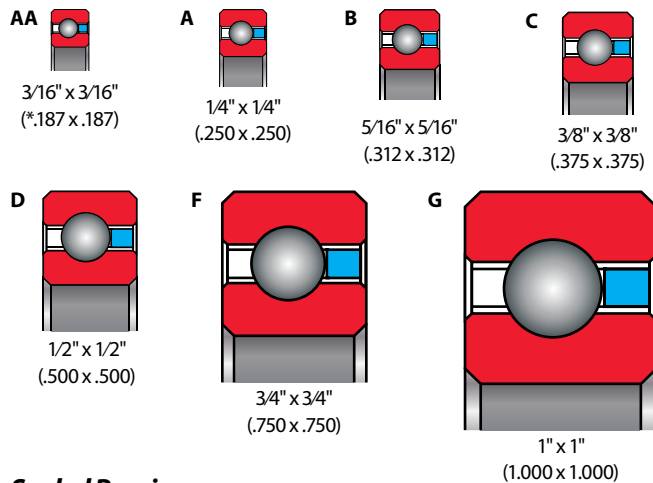 AA
3⁄16" x 3⁄16"
(*.187 x .187)
A
1⁄4" x 1⁄4"
(.250 x .250)
B
5⁄16" x 5⁄16"
(.312 x .312)
C
3⁄8" x 3⁄8"
(.375 x .375)
D
1⁄2" x 1⁄2"
(.500 x .500)
F
3⁄4" x 3⁄4"
(.750 x .750)
G
1" x 1"
(1.000 x 1.000)